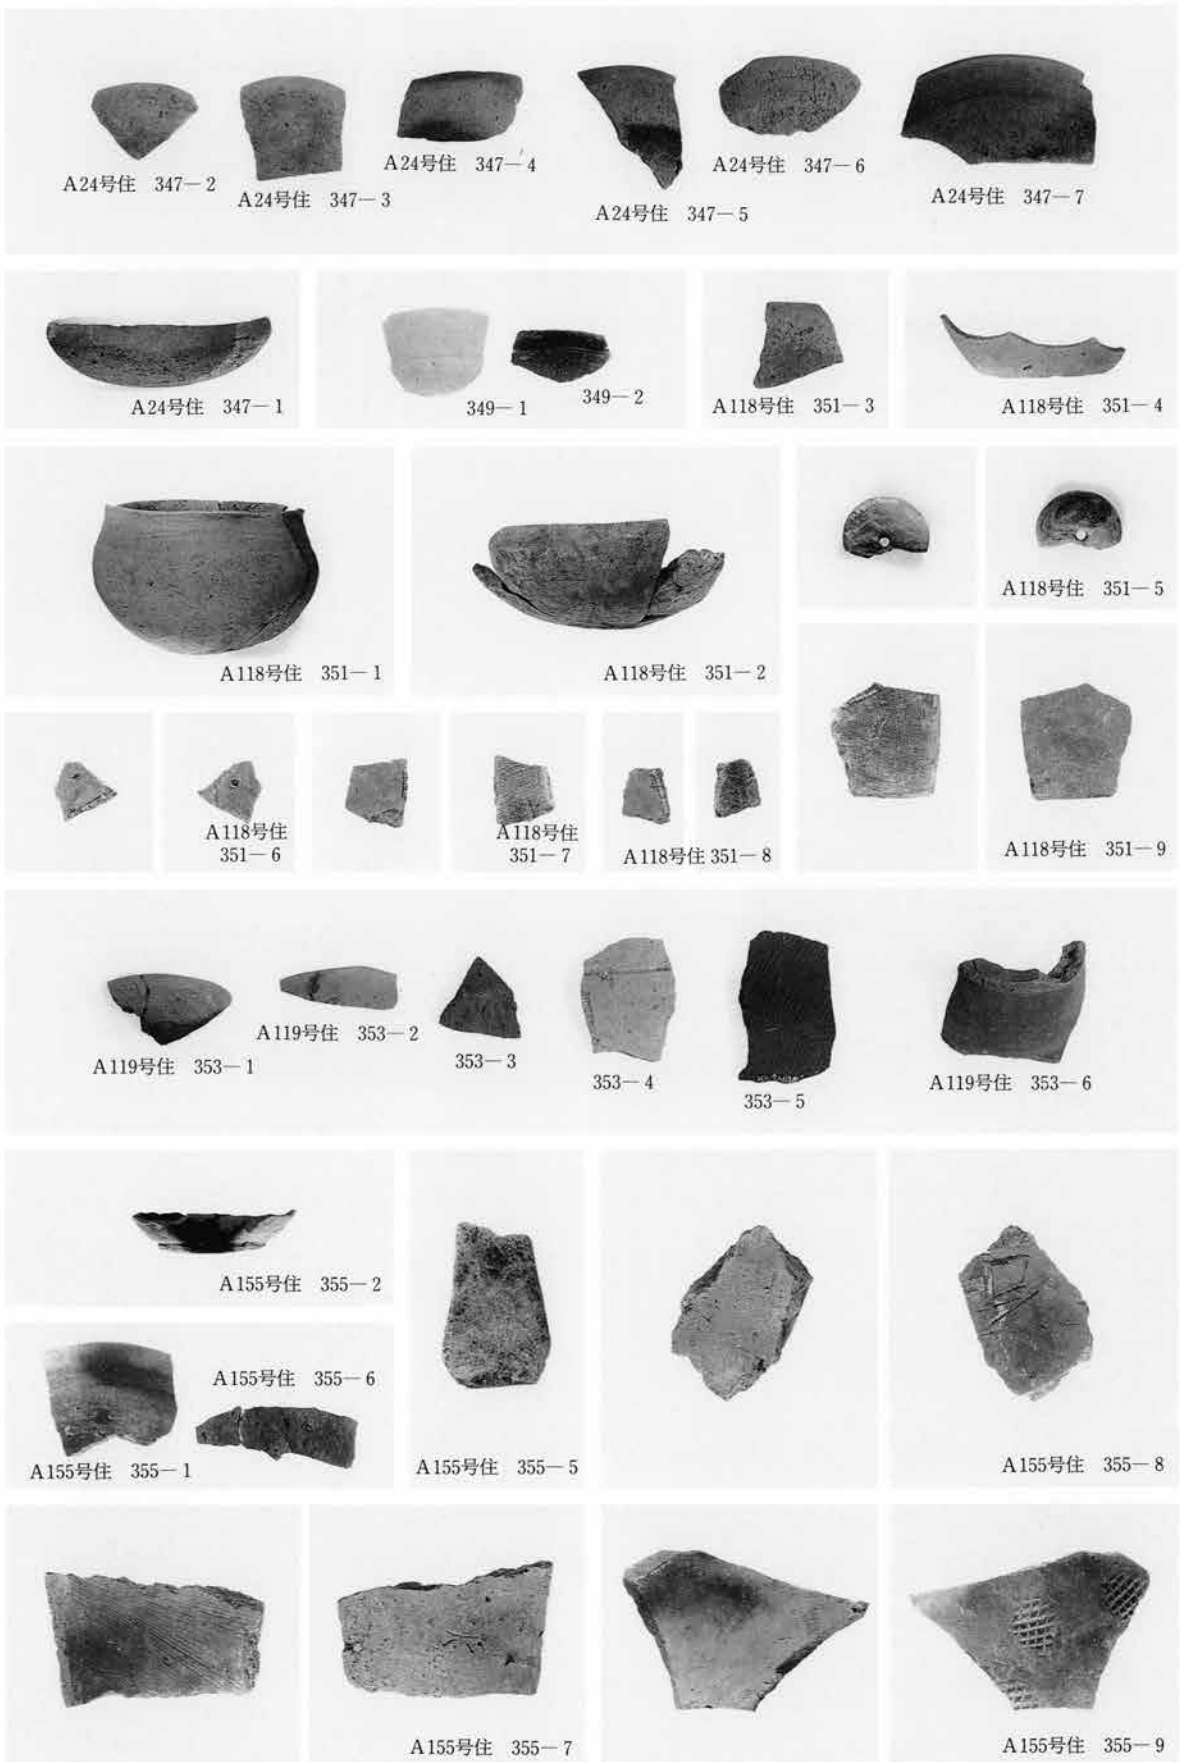 A24号住 347―2
A24号住 347―3
A24号住 347―4
A24号住 347―5
A24号住 347―6
A24号住 347―7
A24号住 347―1
349―1
349―2
A118号住 351―3
A118号住 351―4
A118号住 351―1
A118号住 351―2
A118号住 351―5
A118号住
351―6
A118号住
351―7
A118号住 351―8
A118号住 351―9
A119号住 353―1
A119号住 353―2
353―3
353―4
353―5
A119号住 353―6
A155号住 355―2
A155号住 355―1
A155号住 355―6
A155号住 355―5
A155号住 355―8
A155号住 355―7
A155号住 355―9